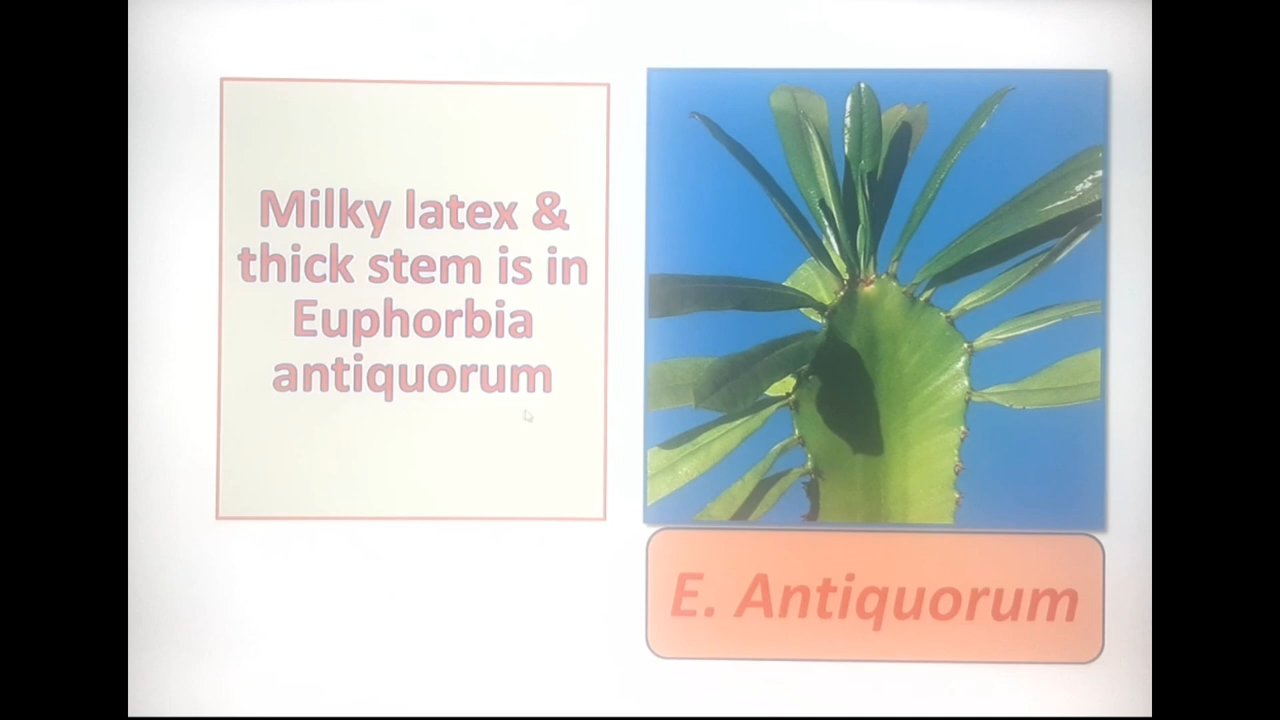 Milky latex &
thick stem is in
Euphorbia
antiquorum
E. Antiquorum